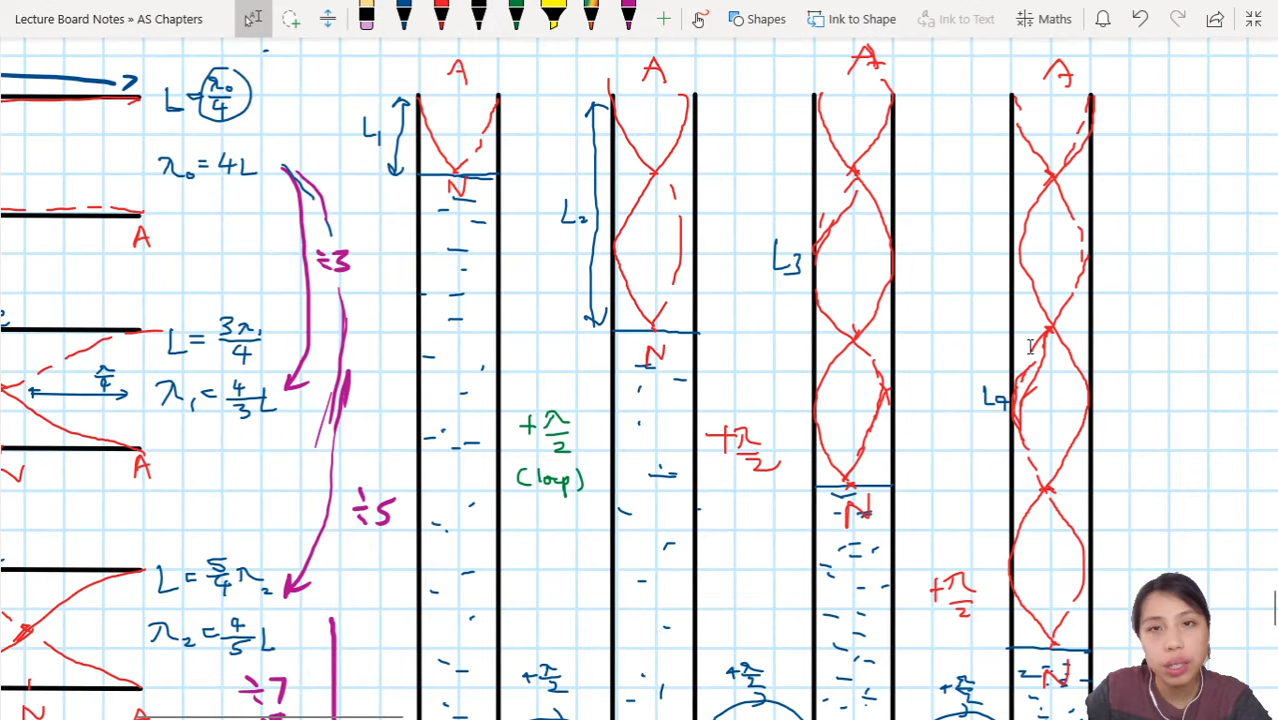 Lecture Board Notes » AS Chapters
Shapes
Ink to Shape
Ink to Text
Maths
L = λ₀/4
λ₀ = 4L
A
÷3
L = 3λ₁/4
λ/4
λ₁ = 4/3 L
A
÷5
L = 5/4 λ₂
λ₂ = 4/5 L
÷7
N
A
A
L₁
N
A
L₂
N
+λ/2
(loop)
A
L₃
N
+λ/2
A
L₄
N
+λ/2
+λ/2
+λ/2
+λ/2